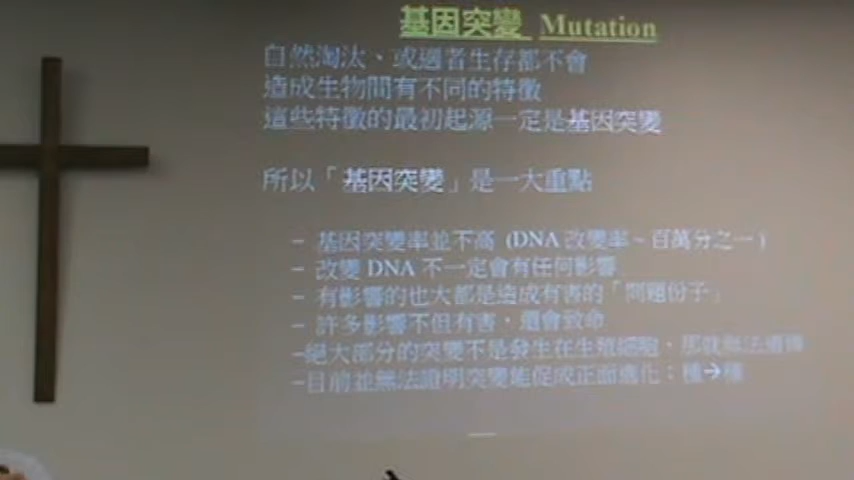 基因突變 Mutation
自然淘汰、或適者生存都不會
造成生物間有不同的特徵
這些特徵的最初起源一定是基因突變
所以「基因突變」是一大重點
- 基因突變率並不高 (DNA 改變率~百萬分之一)
- 改變 DNA 不一定會有任何影響
- 有影響的也大都是造成有害的「問題份子」
- 許多影響不但有害，還會致命
-絕大部分的突變不是發生在生殖細胞，那就無法遺傳
-目前並無法證明突變能促成正面進化：種→種